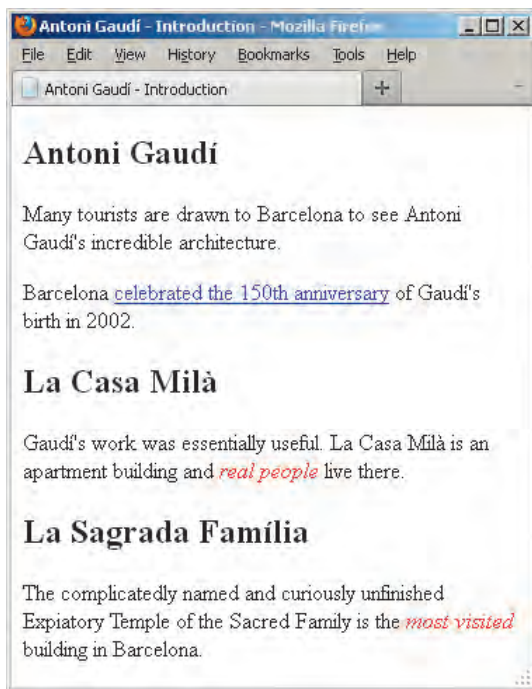 Antoni Gaudí - Introduction - Mozilla Firefox
File Edit View History Bookmarks Tools Help
Antoni Gaudí - Introduction
Antoni Gaudí
Many tourists are drawn to Barcelona to see Antoni
Gaudí's incredible architecture.
Barcelona celebrated the 150th anniversary of Gaudí's
birth in 2002.
La Casa Milà
Gaudí's work was essentially useful. La Casa Milà is an
apartment building and real people live there.
La Sagrada Família
The complicatedly named and curiously unfinished
Expiatory Temple of the Sacred Family is the most visited
building in Barcelona.